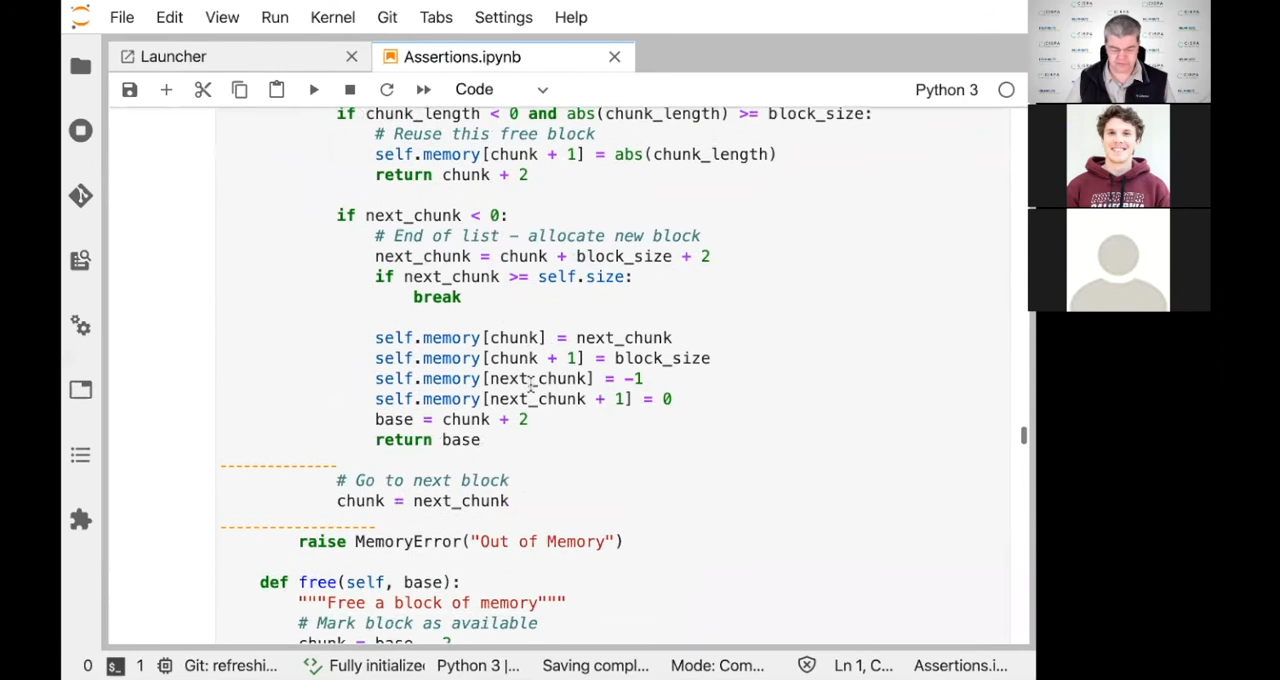 File Edit View Run Kernel Git Tabs Settings Help
Launcher
Assertions.ipynb
Code
Python 3
if chunk_length < 0 and abs(chunk_length) >= block_size:
# Reuse this free block
self.memory[chunk + 1] = abs(chunk_length)
return chunk + 2
if next_chunk < 0:
# End of list – allocate new block
next_chunk = chunk + block_size + 2
if next_chunk >= self.size:
break
self.memory[chunk] = next_chunk
self.memory[chunk + 1] = block_size
self.memory[next_chunk] = -1
self.memory[next_chunk + 1] = 0
base = chunk + 2
return base
# Go to next block
chunk = next_chunk
raise MemoryError("Out of Memory")
def free(self, base):
"""Free a block of memory"""
# Mark block as available
chunk = base - 2
0 $_ 1 Git: refreshi... Fully initialized Python 3 |... Saving compl... Mode: Com... Ln 1, C... Assertions.i...
CALIFORNIA